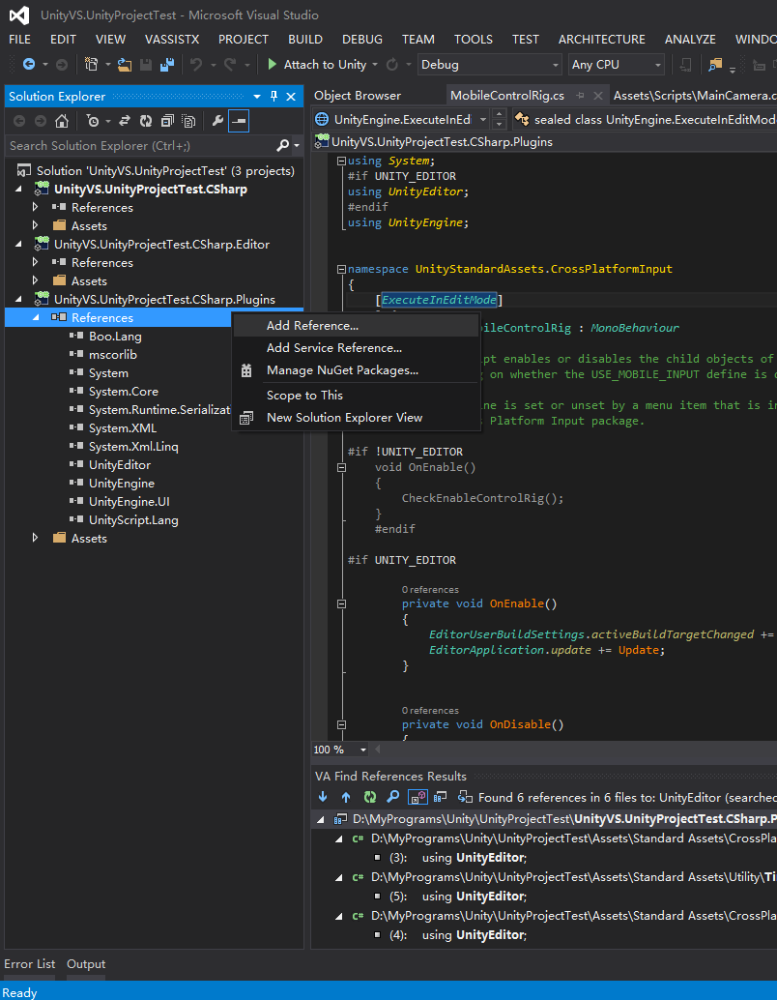 UnityVS.UnityProjectTest - Microsoft Visual Studio
FILE EDIT VIEW VASSISTX PROJECT BUILD DEBUG TEAM TOOLS TEST ARCHITECTURE ANALYZE WINDO
Attach to Unity Debug Any CPU
Solution Explorer
Search Solution Explorer (Ctrl+;)
Solution 'UnityVS.UnityProjectTest' (3 projects)
UnityVS.UnityProjectTest.CSharp
References
Assets
UnityVS.UnityProjectTest.CSharp.Editor
References
Assets
UnityVS.UnityProjectTest.CSharp.Plugins
References
Boo.Lang
mscorlib
System
System.Core
System.Runtime.Serializat
System.XML
System.Xml.Linq
UnityEditor
UnityEngine
UnityEngine.UI
UnityScript.Lang
Assets
Add Reference...
Add Service Reference...
Manage NuGet Packages...
Scope to This
New Solution Explorer View
Object Browser MobileControlRig.cs Assets\Scripts\MainCamera.c
UnityEngine.ExecuteInEdi sealed class UnityEngine.ExecuteInEditMode
UnityVS.UnityProjectTest.CSharp.Plugins
using System;
#if UNITY_EDITOR
using UnityEditor;
#endif
using UnityEngine;
namespace UnityStandardAssets.CrossPlatformInput
{
[ExecuteInEditMode]
bileControlRig : MonoBehaviour
pt enables or disables the child objects of
g on whether the USE_MOBILE_INPUT define is
ine is set or unset by a menu item that is in
s Platform Input package.
#if !UNITY_EDITOR
void OnEnable()
{
CheckEnableControlRig();
}
#endif
#if UNITY_EDITOR
0 references
private void OnEnable()
{
EditorUserBuildSettings.activeBuildTargetChanged +=
EditorApplication.update += Update;
}
0 references
private void OnDisable()
{
100 %
VA Find References Results
Found 6 references in 6 files to: UnityEditor (searched
D:\MyPrograms\Unity\UnityProjectTest\UnityVS.UnityProjectTest.CSharp.P
C# D:\MyPrograms\Unity\UnityProjectTest\Assets\Standard Assets\CrossPla
(3): using UnityEditor;
C# D:\MyPrograms\Unity\UnityProjectTest\Assets\Standard Assets\Utility\Ti
(5): using UnityEditor;
C# D:\MyPrograms\Unity\UnityProjectTest\Assets\Standard Assets\CrossPla
(4): using UnityEditor;
Error List Output
Ready